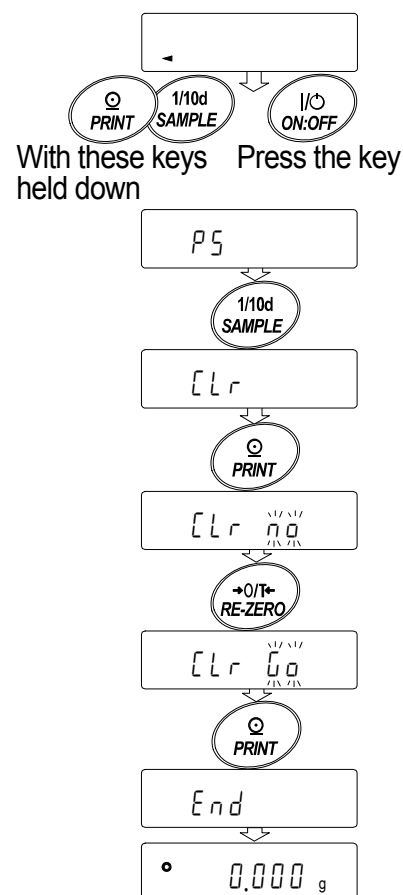 PRINT
1/10d
SAMPLE
ON:OFF
With these keys held down
Press the key
PS
1/10d
SAMPLE
CLr
PRINT
CLr no
→0/T←
RE-ZERO
CLr Go
PRINT
End
0.000 g